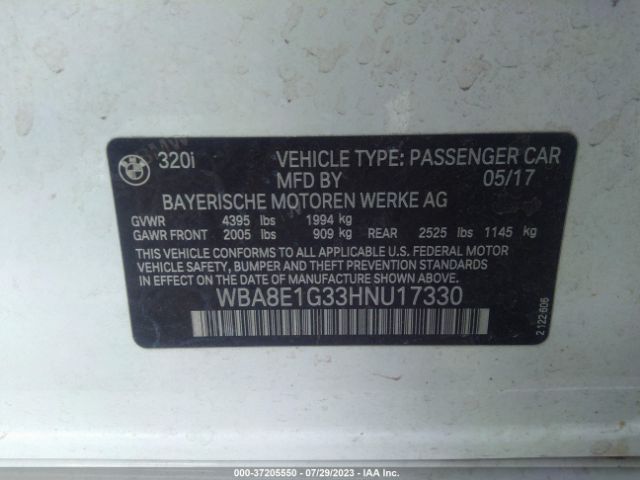 320i VEHICLE TYPE: PASSENGER CAR
MFD BY 05/17
BAYERISCHE MOTOREN WERKE AG
GVWR 4395 lbs 1994 kg
GAWR FRONT 2005 lbs 909 kg REAR 2525 lbs 1145 kg
THIS VEHICLE CONFORMS TO ALL APPLICABLE U.S. FEDERAL MOTOR
VEHICLE SAFETY, BUMPER AND THEFT PREVENTION STANDARDS
IN EFFECT ON THE DATE OF MANUFACTURE SHOWN ABOVE.
WBA8E1G33HNU17330
2 122 606
000-37205550 - 07/29/2023 - IAA Inc.